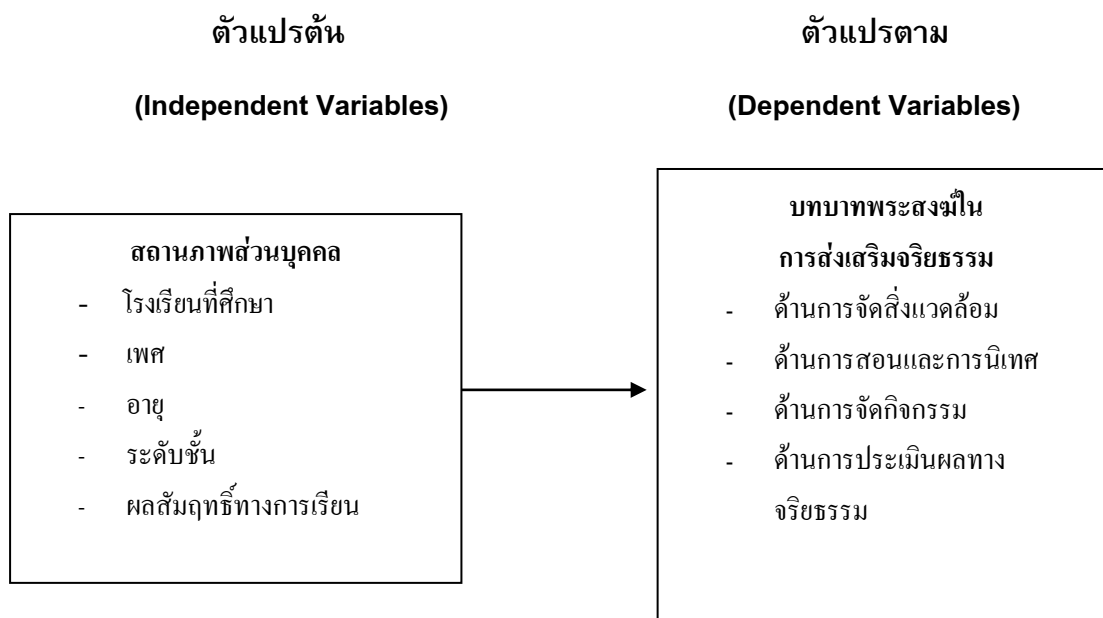 ตัวแปรต้น
(Independent Variables)
สถานภาพส่วนบุคคล
- โรงเรียนที่ศึกษา
- เพศ
- อายุ
- ระดับชั้น
- ผลสัมฤทธิ์ทางการเรียน
ตัวแปรตาม
(Dependent Variables)
บทบาทพระสงฆ์ใน
การส่งเสริมจริยธรรม
- ด้านการจัดสิ่งแวดล้อม
- ด้านการสอนและการนิเทศ
- ด้านการจัดกิจกรรม
- ด้านการประเมินผลทาง
จริยธรรม